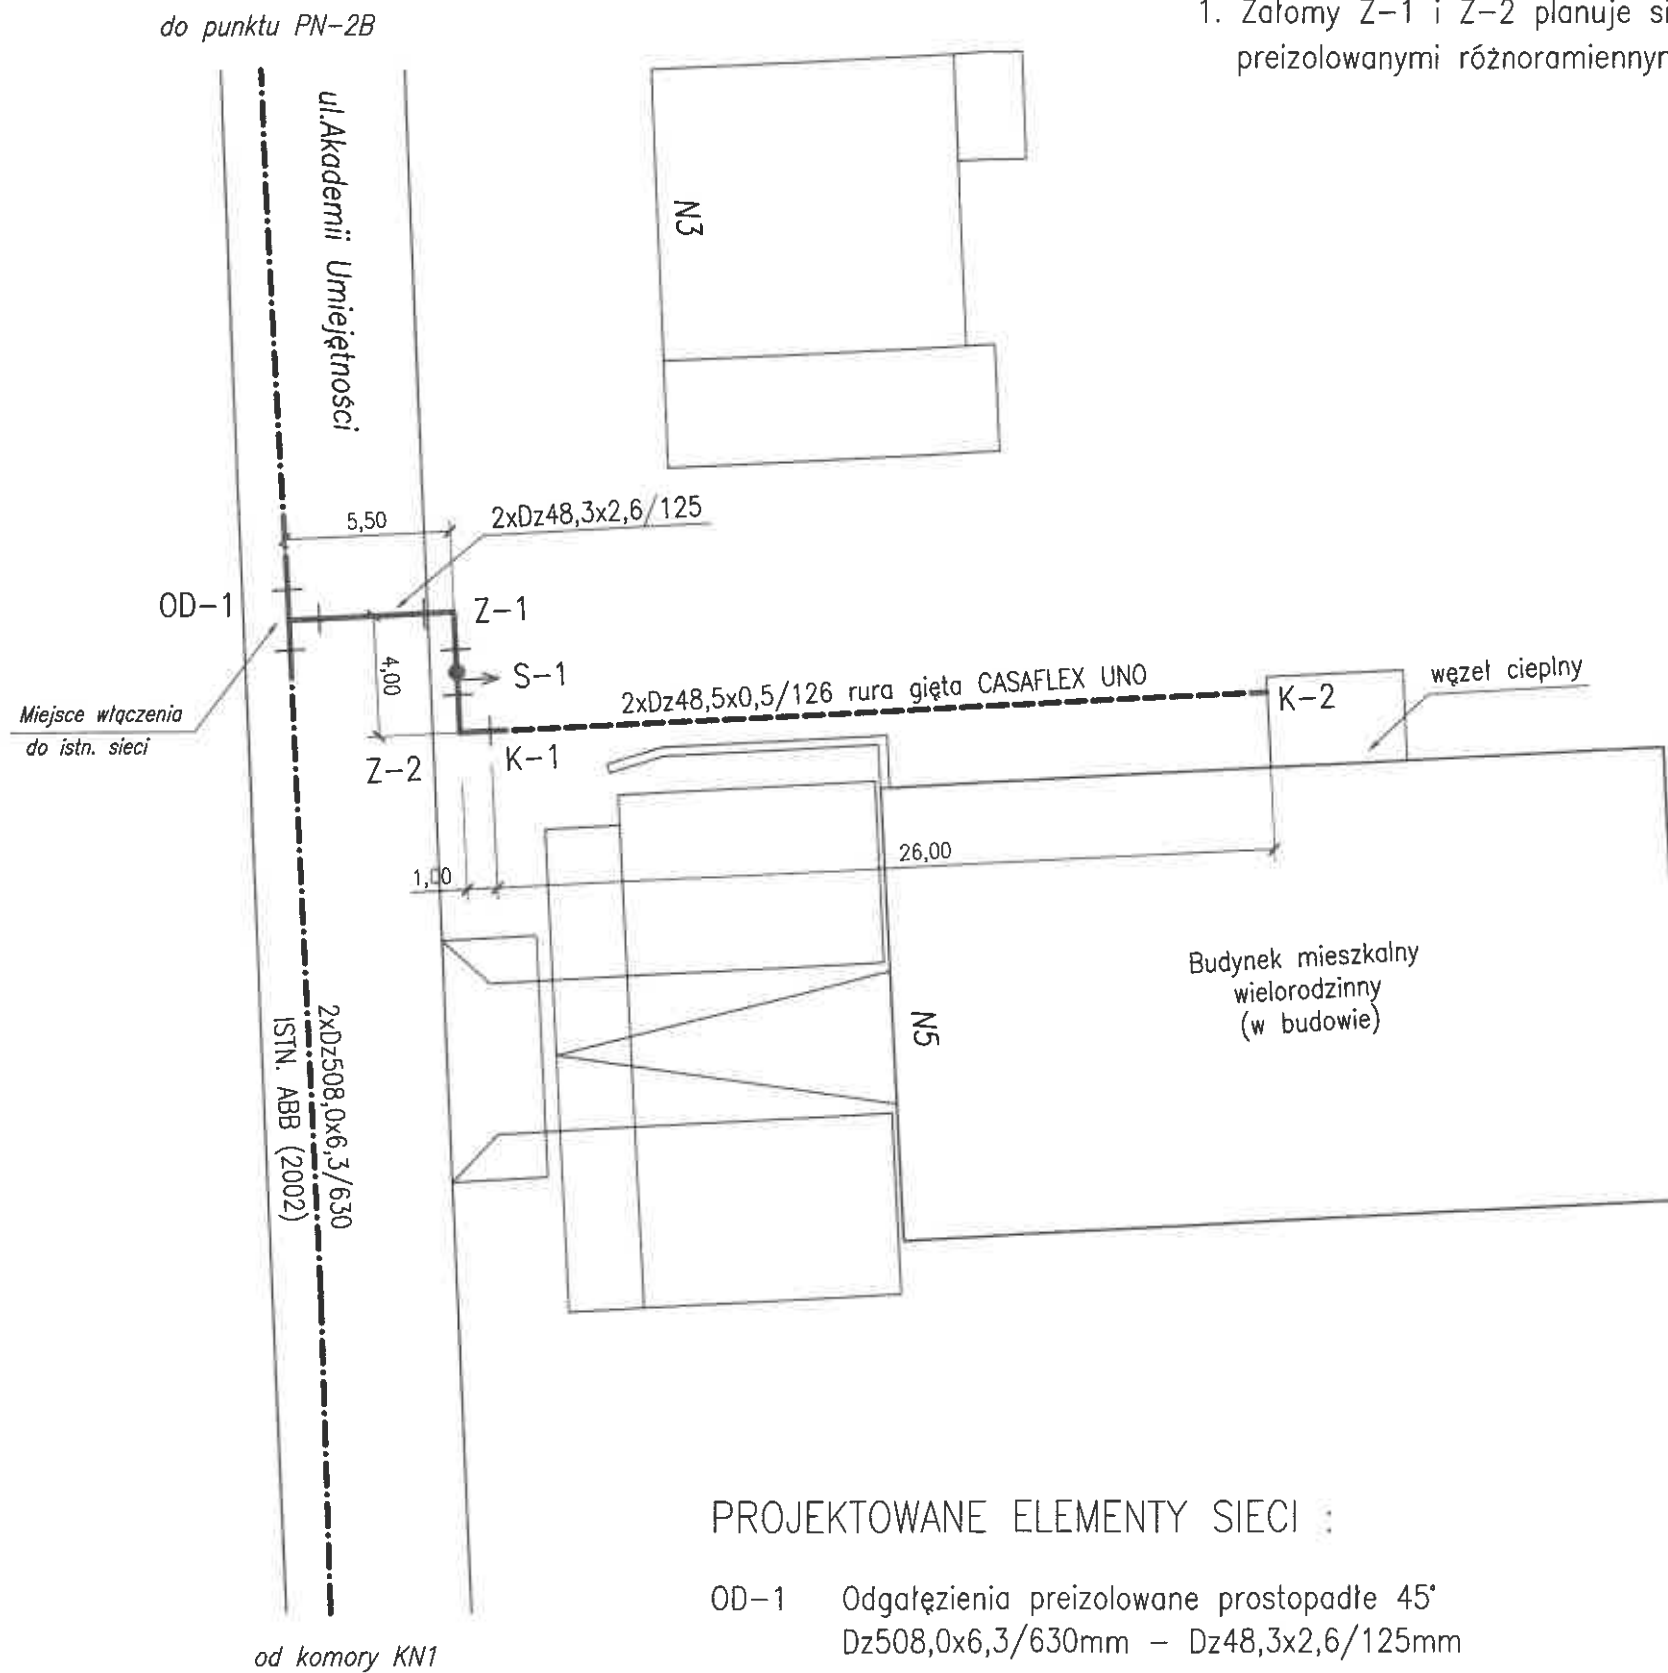 do punktu PN-2B
1. Załomy Z-1 i Z-2 planuje
preizolowanymi
ul.Akademii Umiejętności
N3
5,50
2xDz48,3x2,6/125
OD-1
Z-1
4,00
S-1
2xDz48,5x0,5/126 rura gięta CASAFLEX UNO
węzeł cieplny
K-2
Miejsce włączenia
do istn. sieci
Z-2
K-1
1,00
26,00
Budynek mieszkalny
wielorodzinny
(w budowie)
N5
2xDz508,0x6,3/630
ISTN. ABB (2002)
PROJEKTOWANE ELEMENTY SIECI :
OD-1 Odgałęzienia preizolowane prostopadłe 45°
Dz508,0x6,3/630mm - Dz48,3x2,6/125mm
od komory KN1